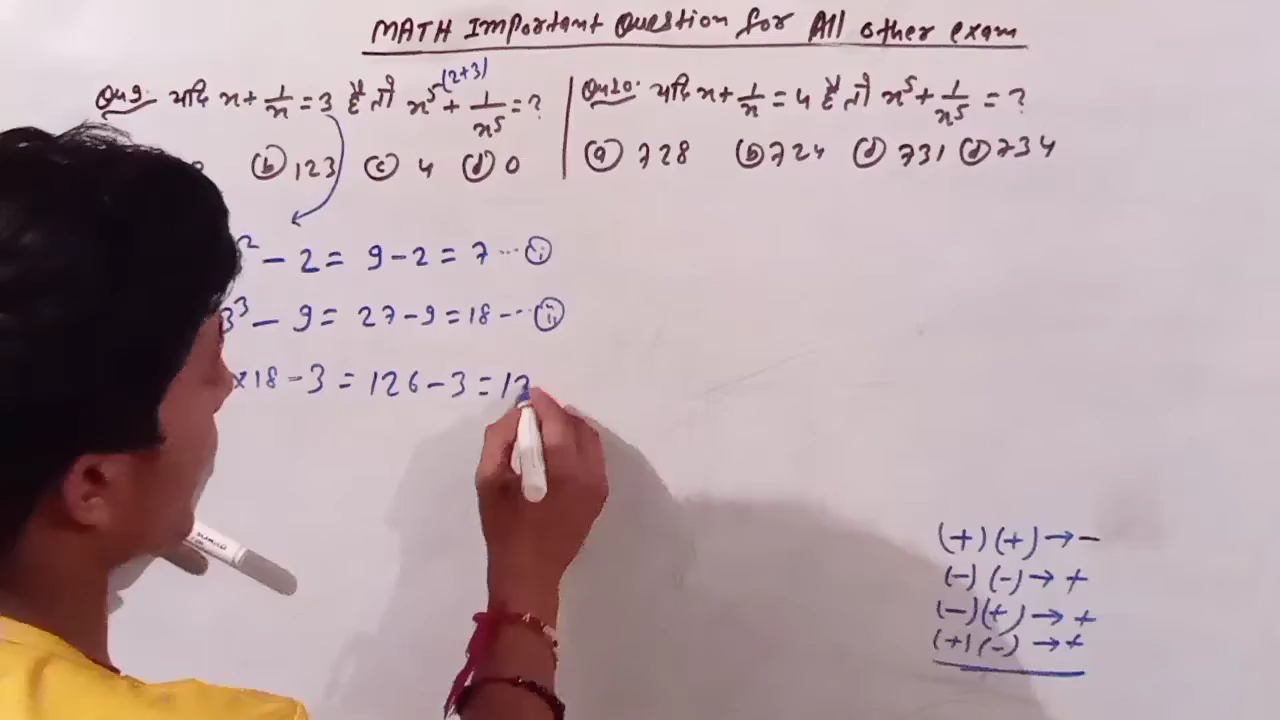 MATH Important Question for All other exam
Qu9. यदि x + 1/x = 3 है तो x⁵ + 1/x⁵ = ?
(2+3)
(b) 123 (c) 4 (d) 0
Qu20. यदि x + 1/x = 4 है तो x⁵ + 1/x⁵ = ?
(a) 728 (b) 724 (d) 731 (d) 734
² - 2 = 9 - 2 = 7 ... (i)
3³ - 9 = 27 - 9 = 18 -... (ii)
×18 - 3 = 126 - 3 = 12
(+) (+) → -
(-) (-) → +
(-) (+) → +
(+) (-) → +